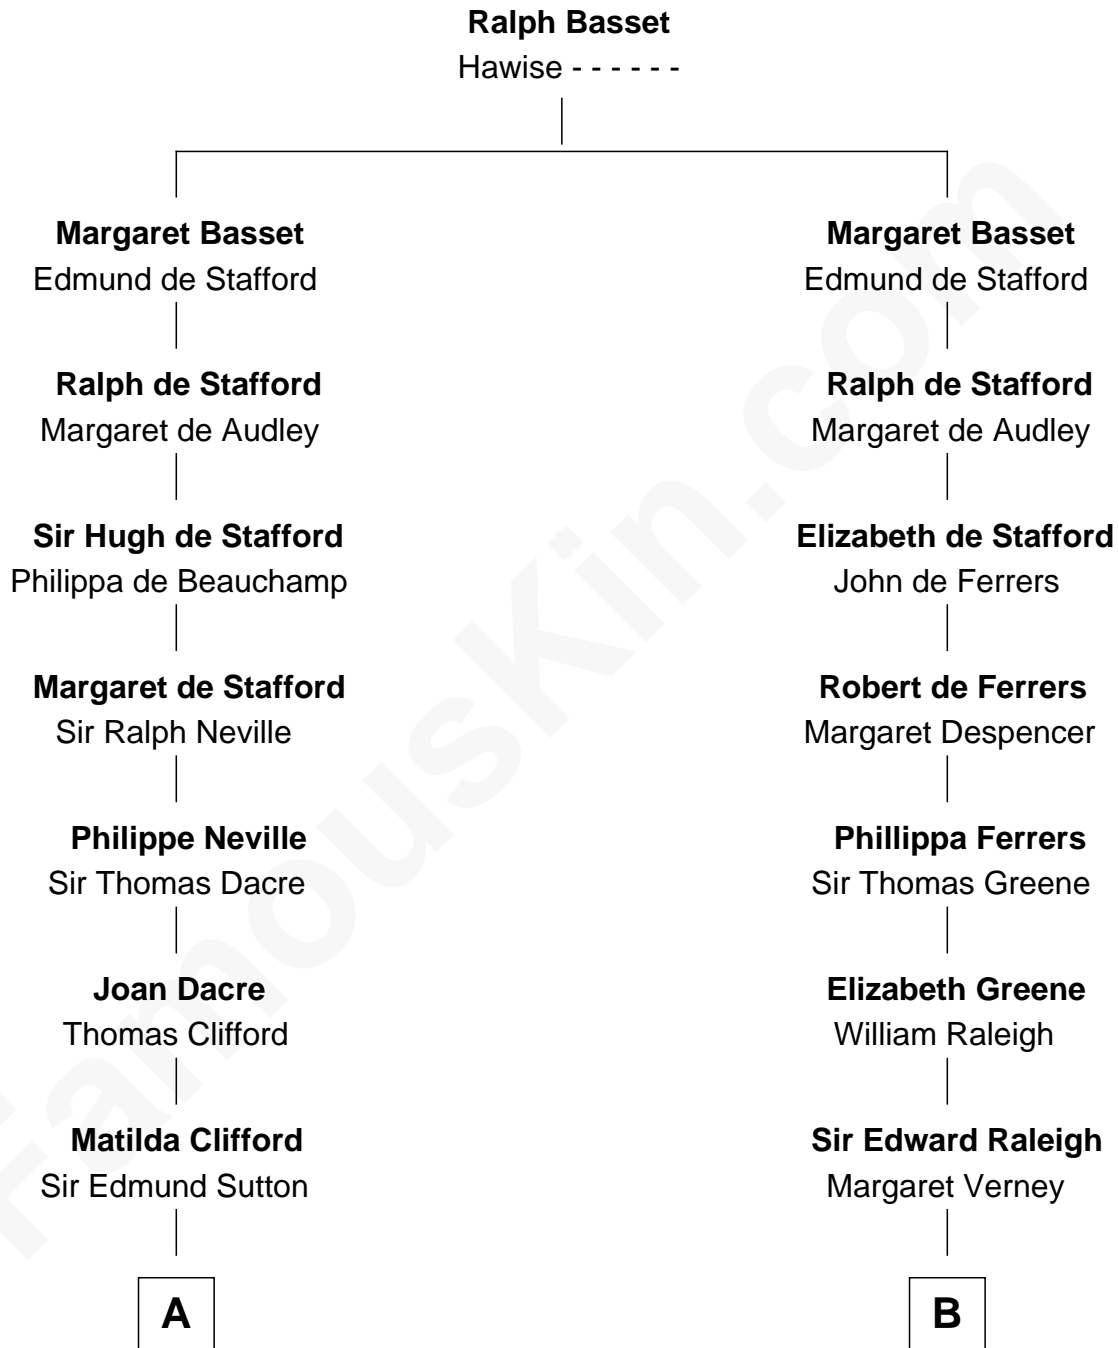 Ralph Basset
Hawise - - - - - -
Margaret Basset
Edmund de Stafford
Ralph de Stafford
Margaret de Audley
Sir Hugh de Stafford
Philippa de Beauchamp
Margaret de Stafford
Sir Ralph Neville
Philippe Neville
Sir Thomas Dacre
Joan Dacre
Thomas Clifford
Matilda Clifford
Sir Edmund Sutton
A
Margaret Basset
Edmund de Stafford
Ralph de Stafford
Margaret de Audley
Elizabeth de Stafford
John de Ferrers
Robert de Ferrers
Margaret Despencer
Phillippa Ferrers
Sir Thomas Greene
Elizabeth Greene
William Raleigh
Sir Edward Raleigh
Margaret Verney
B
FamousKin.com